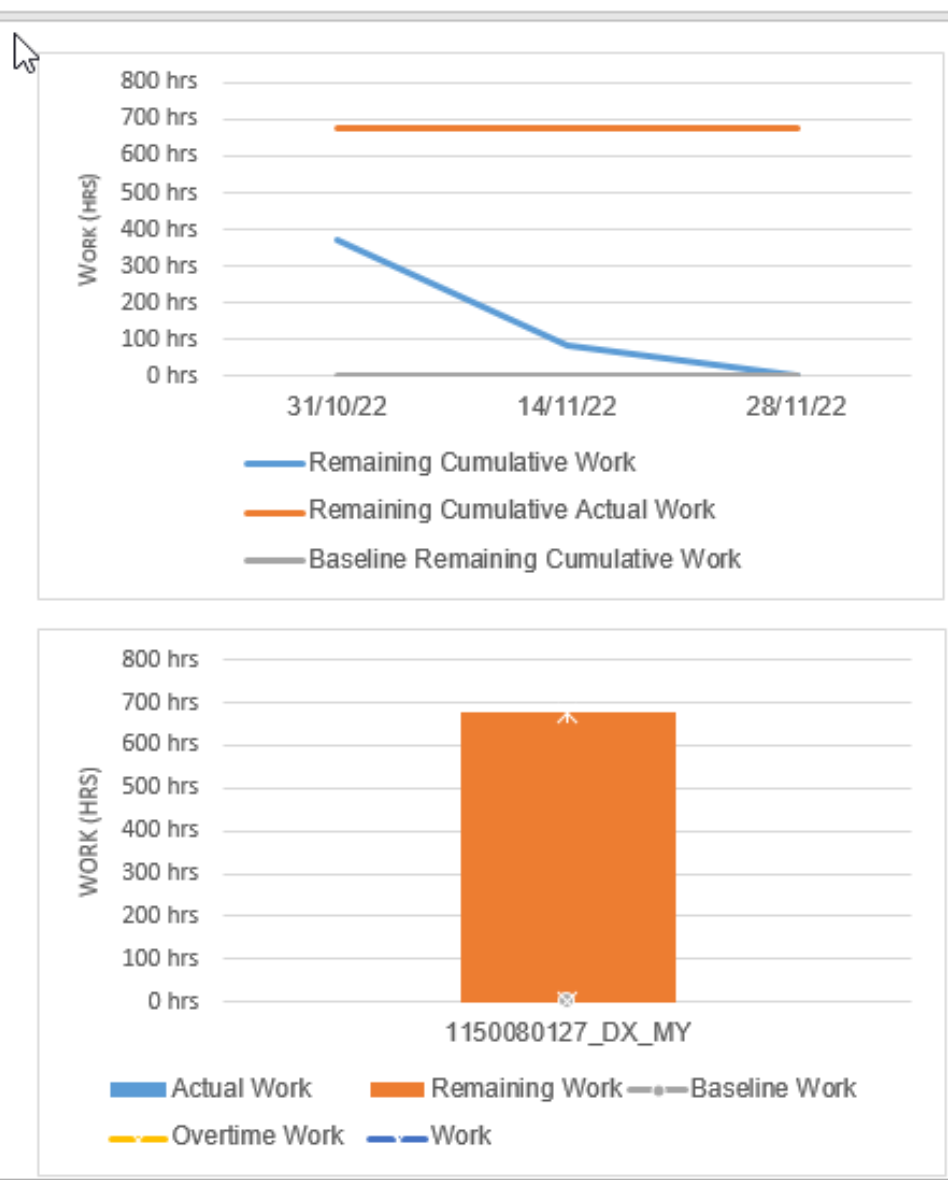 800 hrs
700 hrs
600 hrs
500 hrs
400 hrs
300 hrs
200 hrs
100 hrs
0 hrs
WORK (HRS)
31/10/22 14/11/22 28/11/22
Remaining Cumulative Work
Remaining Cumulative Actual Work
Baseline Remaining Cumulative Work
800 hrs
700 hrs
600 hrs
500 hrs
400 hrs
300 hrs
200 hrs
100 hrs
0 hrs
WORK (HRS)
1150080127_DX_MY
Actual Work Remaining Work Baseline Work
Overtime Work Work